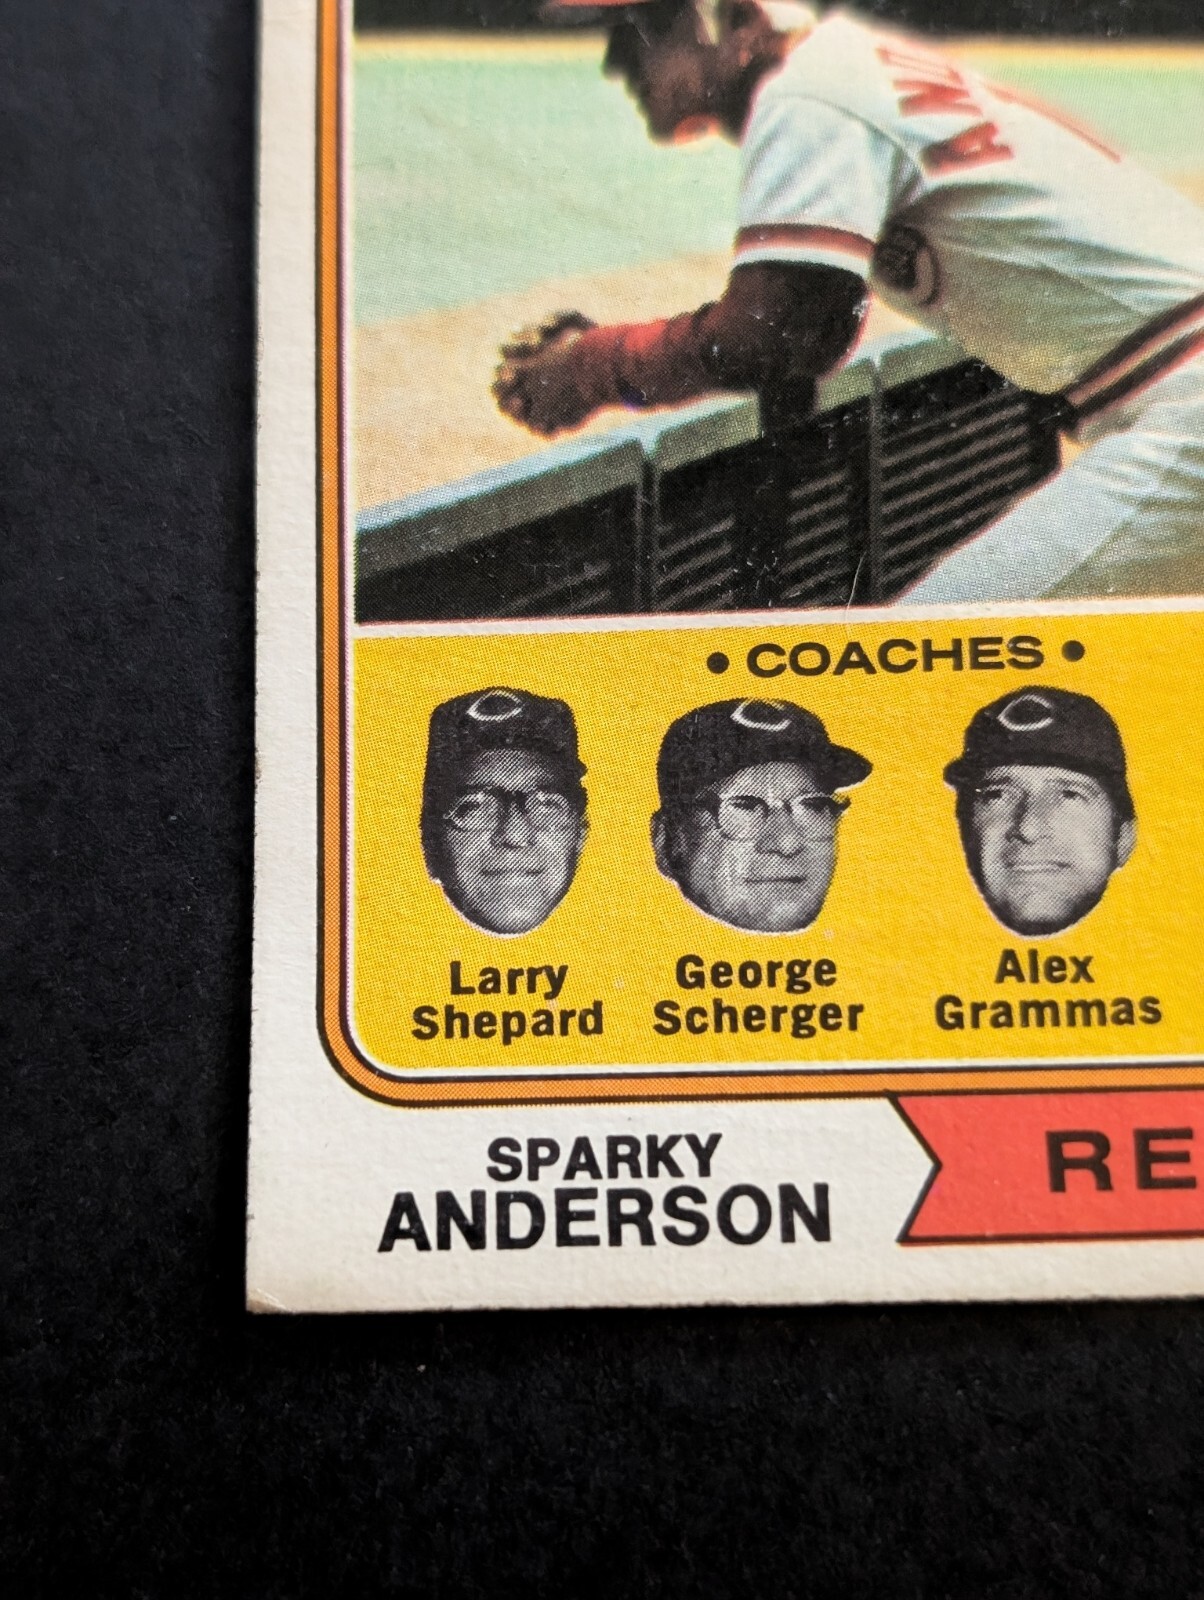 • COACHES •
Larry Shepard
George Scherger
Alex Grammas
SPARKY
ANDERSON
RE